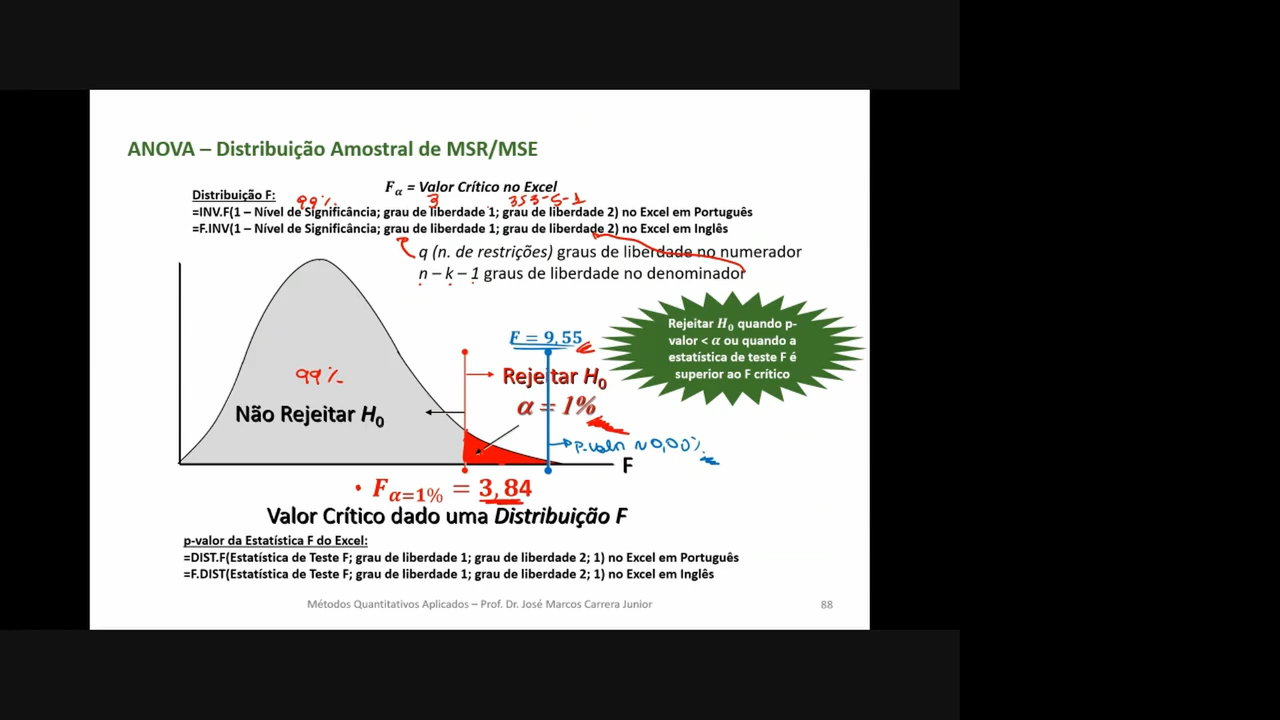 ANOVA – Distribuição Amostral de MSR/MSE
Fα = Valor Crítico no Excel
Distribuição F:
99%
3
353-5-1
=INV.F(1 – Nível de Significância; grau de liberdade 1; grau de liberdade 2) no Excel em Português
=F.INV(1 – Nível de Significância; grau de liberdade 1; grau de liberdade 2) no Excel em Inglês
q (n. de restrições) graus de liberdade no numerador
n – k – 1 graus de liberdade no denominador
Rejeitar H0 quando p-
valor < α ou quando a
estatística de teste F é
superior ao F crítico
F = 9,55
99%
Rejeitar H0
α = 1%
Não Rejeitar H0
p-valor ~0,00%
F
• Fα=1% = 3,84
Valor Crítico dado uma Distribuição F
p-valor da Estatística F do Excel:
=DIST.F(Estatística de Teste F; grau de liberdade 1; grau de liberdade 2; 1) no Excel em Português
=F.DIST(Estatística de Teste F; grau de liberdade 1; grau de liberdade 2; 1) no Excel em Inglês
Métodos Quantitativos Aplicados – Prof. Dr. José Marcos Carrera Junior
88